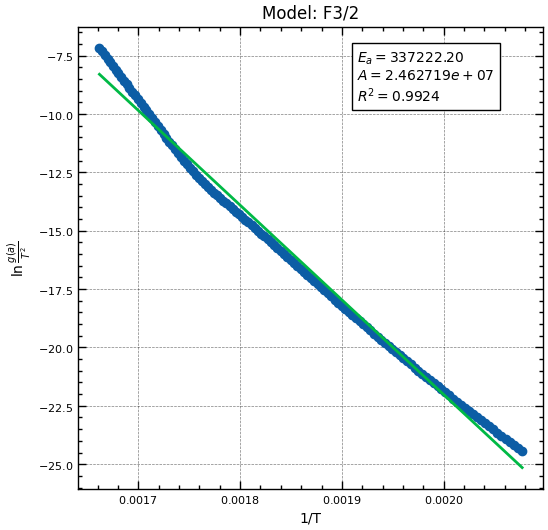 Model: F3/2
E_a = 337222.20
A = 2.462719e + 07
R^2 = 0.9924
−7.5
−10.0
−12.5
−15.0
−17.5
−20.0
−22.5
−25.0
ln g(a)/T^2
0.0017 0.0018 0.0019 0.0020
1/T